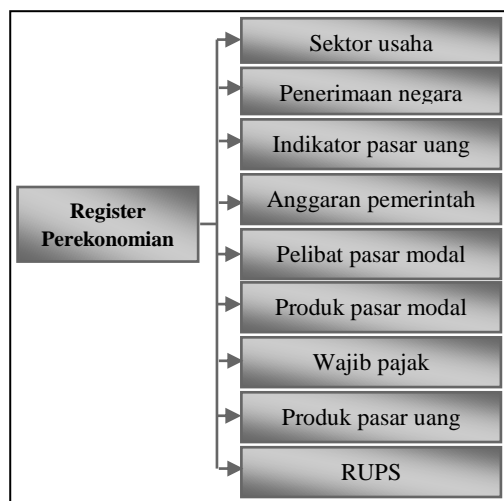 Sektor usaha
Penerimaan negara
Indikator pasar uang
Anggaran pemerintah
Register
Perekonomian
Pelibat pasar modal
Produk pasar modal
Wajib pajak
Produk pasar uang
RUPS